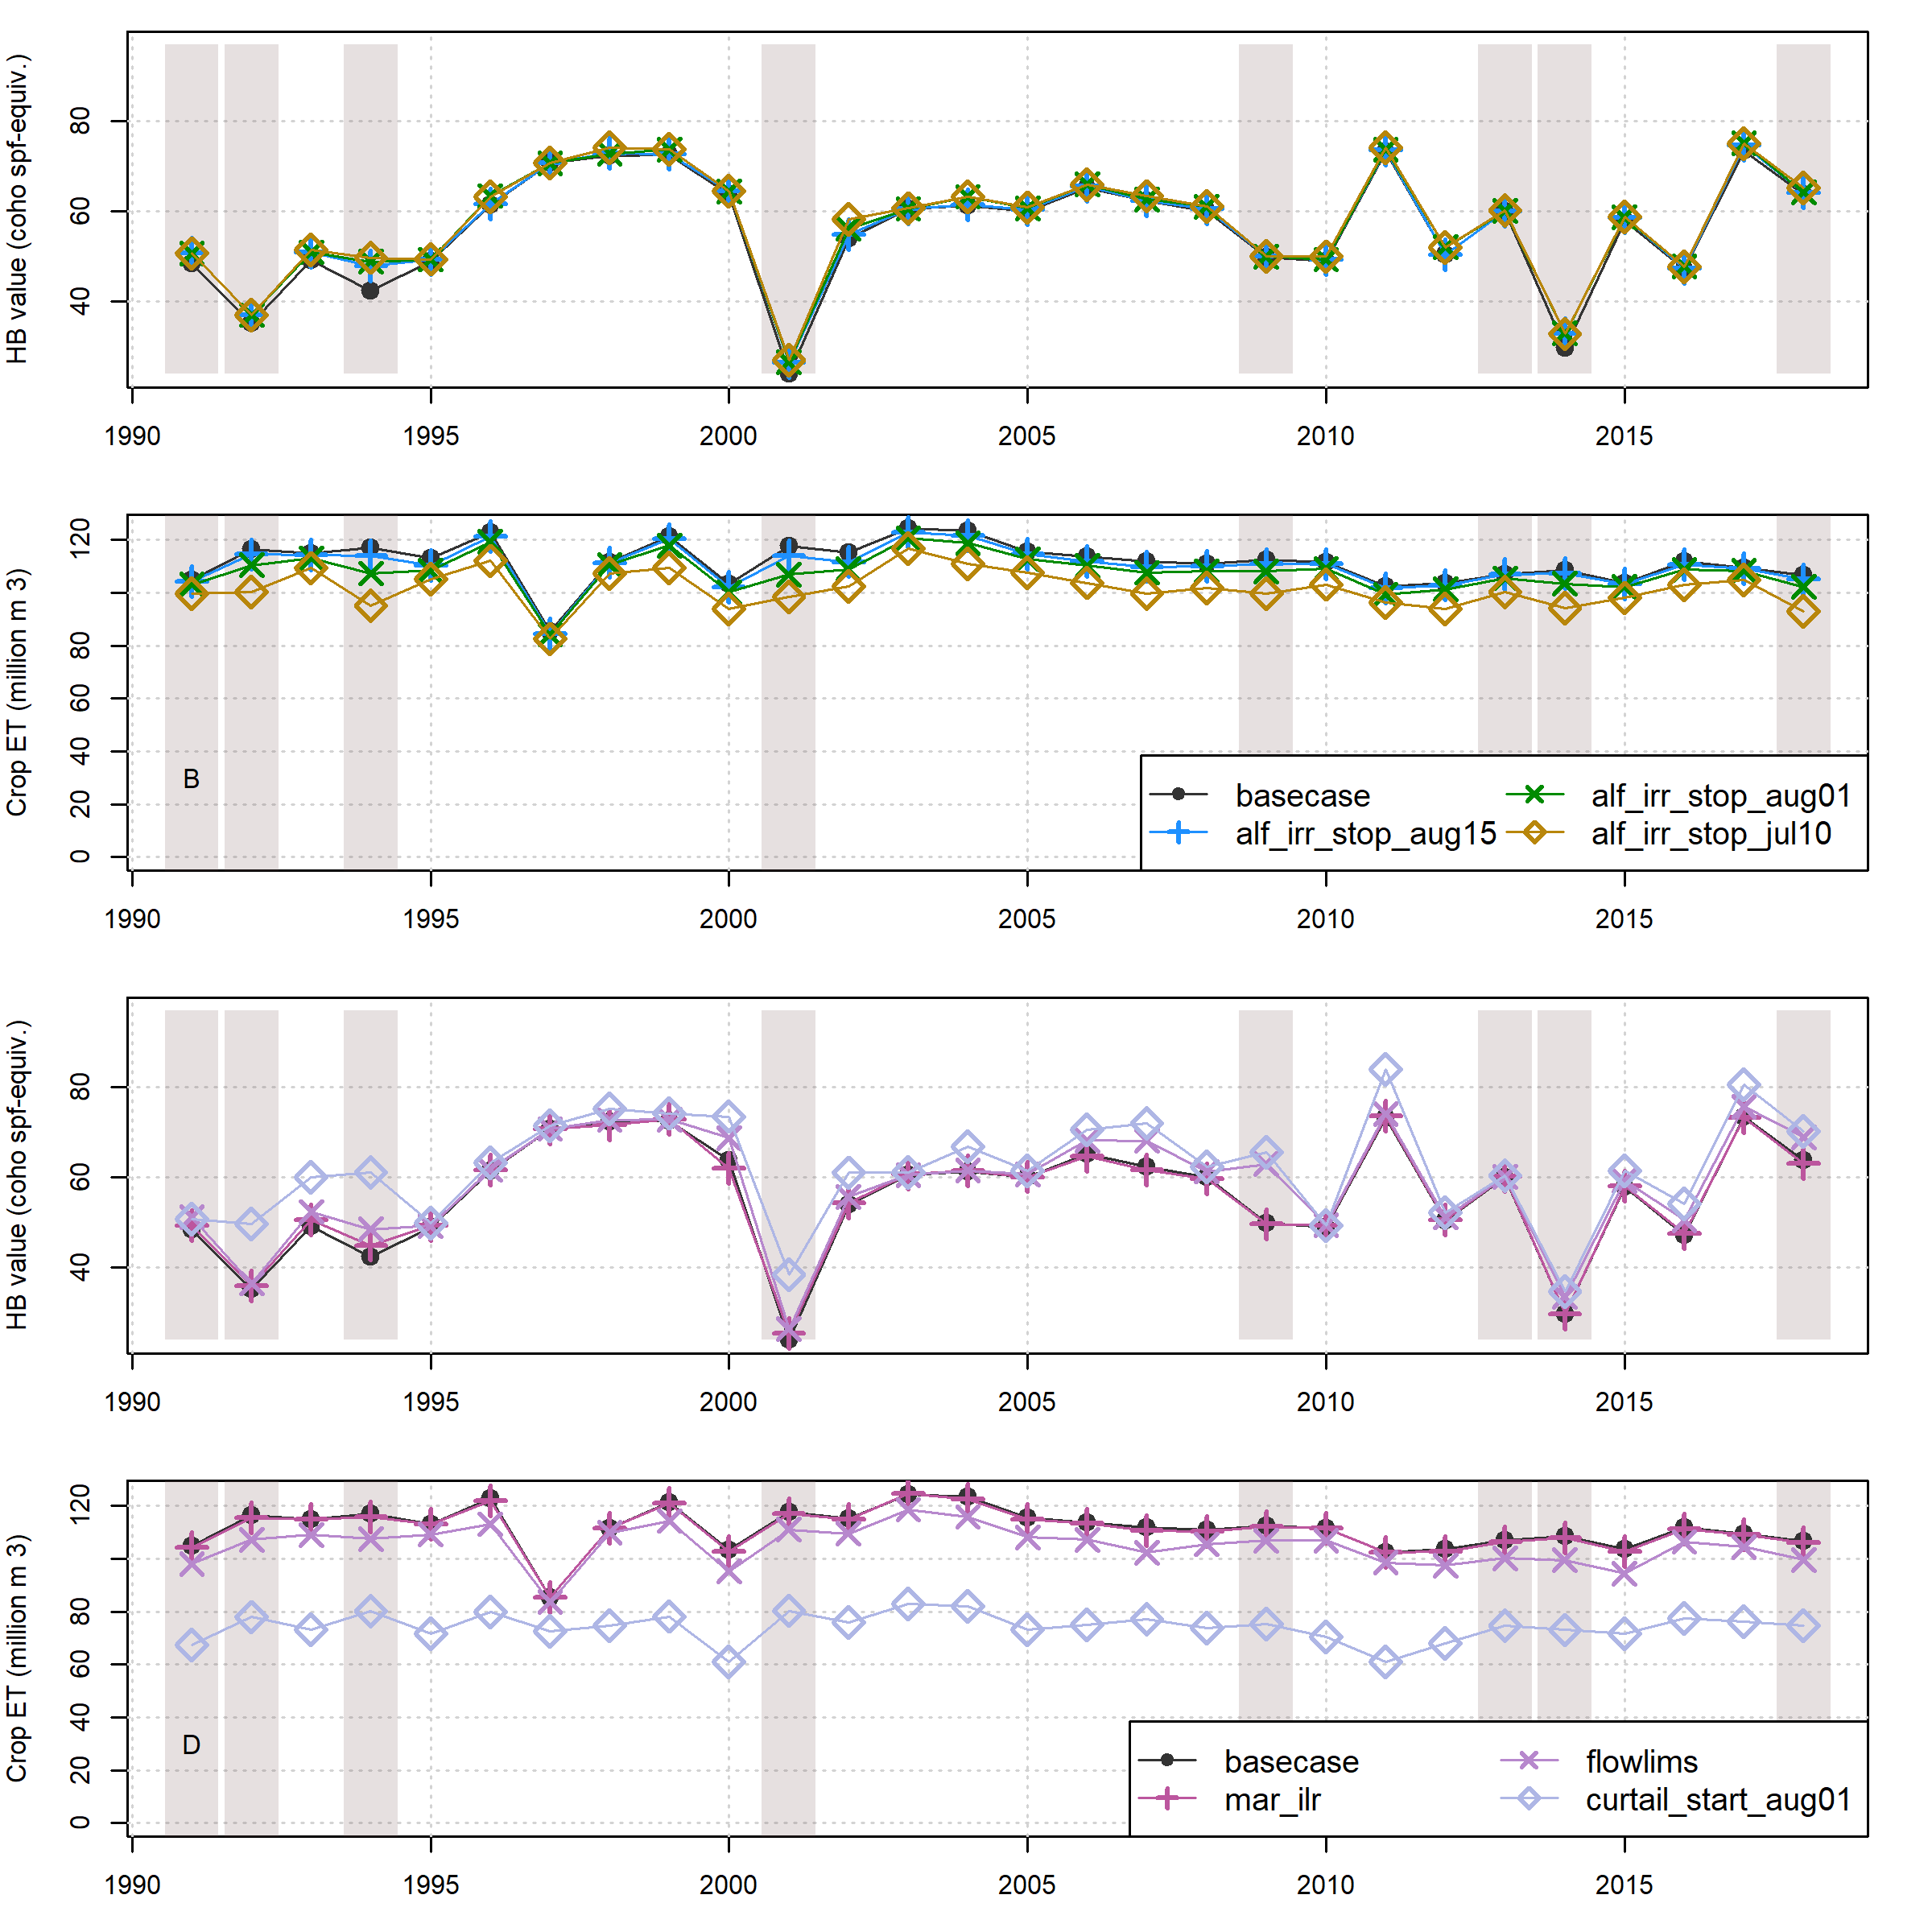 HB value (coho spf-equiv.)
80
60
40
1990 1995 2000 2005 2010 2015
Crop ET (million m 3)
120
80
60
40
20
0
B
basecase alf_irr_stop_aug01
alf_irr_stop_aug15 alf_irr_stop_jul10
1990 1995 2000 2005 2010 2015
HB value (coho spf-equiv.)
80
60
40
1990 1995 2000 2005 2010 2015
Crop ET (million m 3)
120
80
60
40
20
0
D
basecase flowlims
mar_ilr curtail_start_aug01
1990 1995 2000 2005 2010 2015